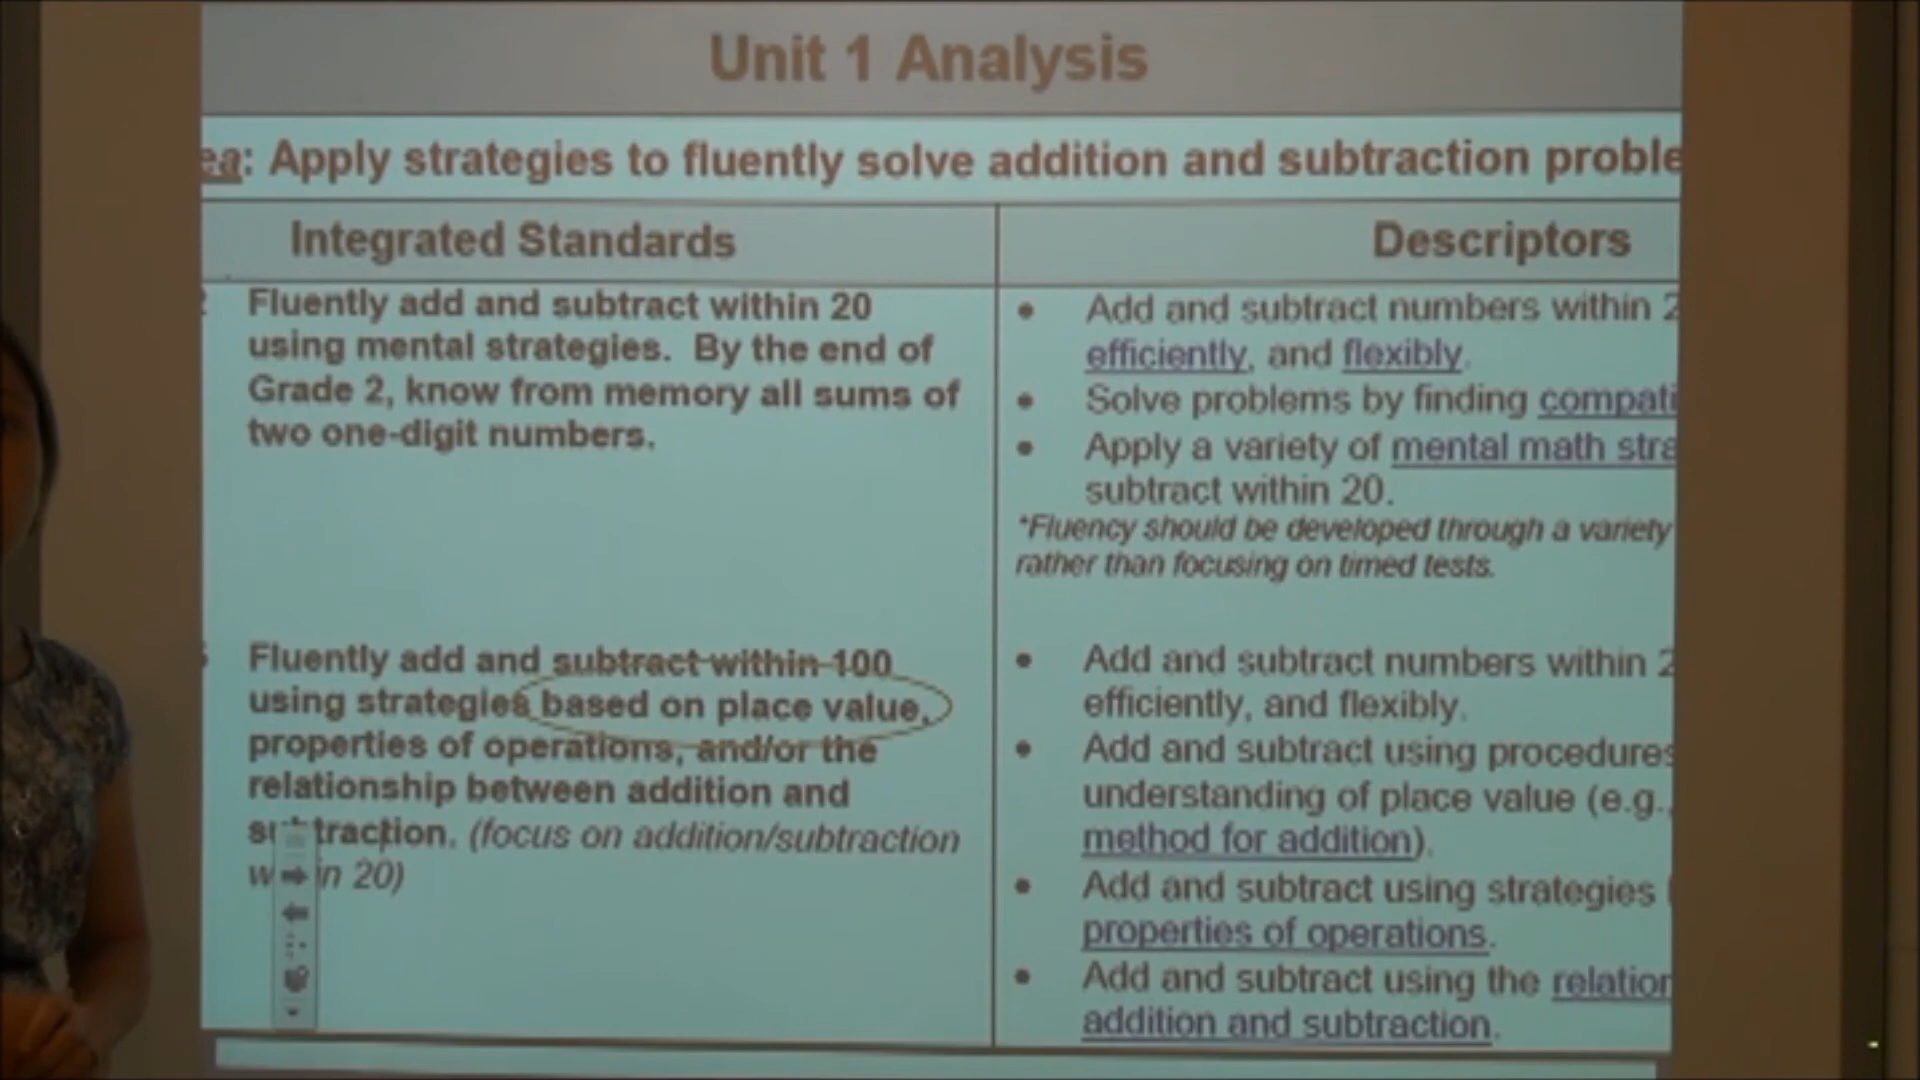 Unit 1 Analysis
ea: Apply strategies to fluently solve addition and subtraction proble
Integrated Standards
Descriptors
Fluently add and subtract within 20
using mental strategies. By the end of
Grade 2, know from memory all sums of
two one-digit numbers.
• Add and subtract numbers within 2
efficiently, and flexibly.
• Solve problems by finding compati
• Apply a variety of mental math stra
subtract within 20.
*Fluency should be developed through a variety
rather than focusing on timed tests.
Fluently add and subtract within 100
using strategies based on place value,
properties of operations, and/or the
relationship between addition and
subtraction. (focus on addition/subtraction
in 20)
• Add and subtract numbers within 2
efficiently, and flexibly.
• Add and subtract using procedures
understanding of place value (e.g.,
method for addition).
• Add and subtract using strategies
properties of operations.
• Add and subtract using the relation
addition and subtraction.